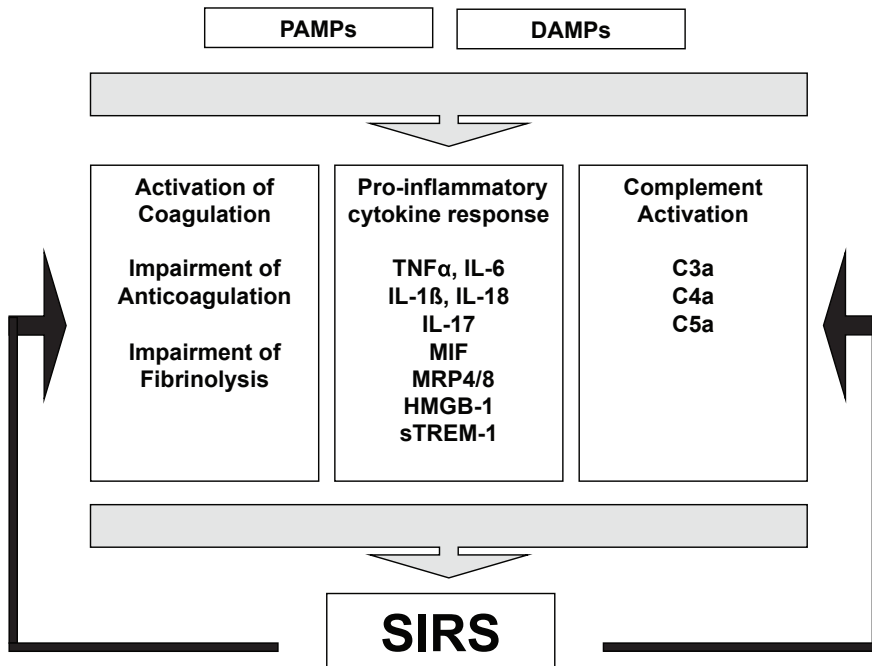 PAMPs
DAMPs
Activation of
Coagulation
Impairment of
Anticoagulation
Impairment of
Fibrinolysis
Pro-inflammatory
cytokine response
TNFα, IL-6
IL-1ß, IL-18
IL-17
MIF
MRP4/8
HMGB-1
sTREM-1
Complement
Activation
C3a
C4a
C5a
SIRS